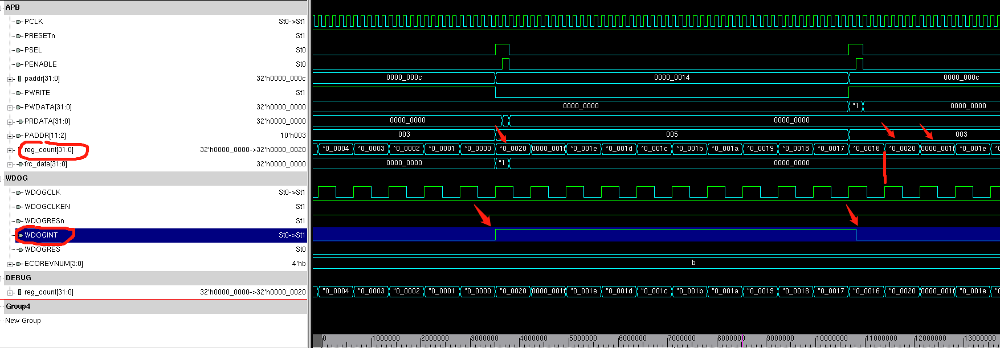 APB
PCLK St0->St1
PRESETn St1
PSEL St0
PENABLE St0
paddr[31:0] 32'h0000_000c 0000_000c 0000_0014 0000_000c
PWRITE St1
PWDATA[31:0] 32'h0000_0000 0000_0000 *1 0000_0000
PRDATA[31:0] 32'h0000_0000 0000_0000 0000_0000
PADDR[11:2] 10'h003 003 005 003
reg_count[31:0] 32'h0000_0000->32'h0000_0020 *0_0004 *0_0003 *0_0002 *0_0001 *0_0000 *0_0020 0000_001f *0_001e *0_001d *0_001c *0_001b *0_001a *0_0019 *0_0018 *0_0017 *0_0016 *0_0020 0000_001f *0_001e *0
frc_data[31:0] 32'h0000_0000 0000_0000 *1 0000_0000
WDOG
WDOGCLK St0->St1
WDOGCLKEN St1
WDOGRESn St1
WDOGINT St0->St1
WDOGRES St0
ECOREVNUM[3:0] 4'hb b
DEBUG
reg_count[31:0] 32'h0000_0000->32'h0000_0020 *0_0004 *0_0003 *0_0002 *0_0001 *0_0000 *0_0020 0000_001f *0_001e *0_001d *0_001c *0_001b *0_001a *0_0019 *0_0018 *0_0017 *0_0016 *0_0020 0000_001f *0_001e *0
Group4
New Group
0 1000000 2000000 3000000 4000000 5000000 6000000 7000000 8000000 9000000 10000000 11000000 12000000 13000000